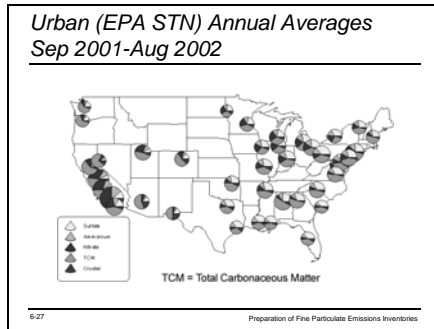 Urban (EPA STN) Annual Averages
Sep 2001-Aug 2002
Sulfate
Ammonium
Nitrate
TCM
Crustal
TCM = Total Carbonaceous Matter
6-27
Preparation of Fine Particulate Emissions Inventories